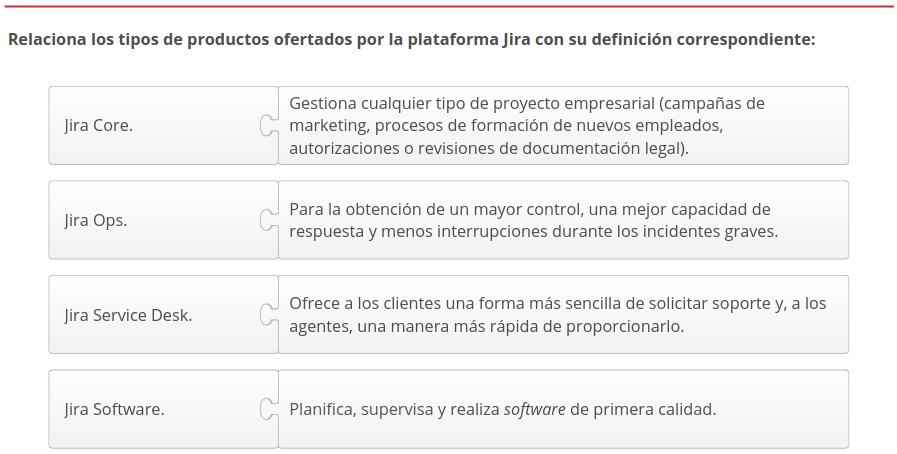 Relaciona los tipos de productos ofertados por la plataforma Jira con su definición correspondiente:
Jira Core.
Gestiona cualquier tipo de proyecto empresarial (campañas de
marketing, procesos de formación de nuevos empleados,
autorizaciones o revisiones de documentación legal).
Jira Ops.
Para la obtención de un mayor control, una mejor capacidad de
respuesta y menos interrupciones durante los incidentes graves.
Jira Service Desk.
Ofrece a los clientes una forma más sencilla de solicitar soporte y, a los
agentes, una manera más rápida de proporcionarlo.
Jira Software.
Planifica, supervisa y realiza software de primera calidad.